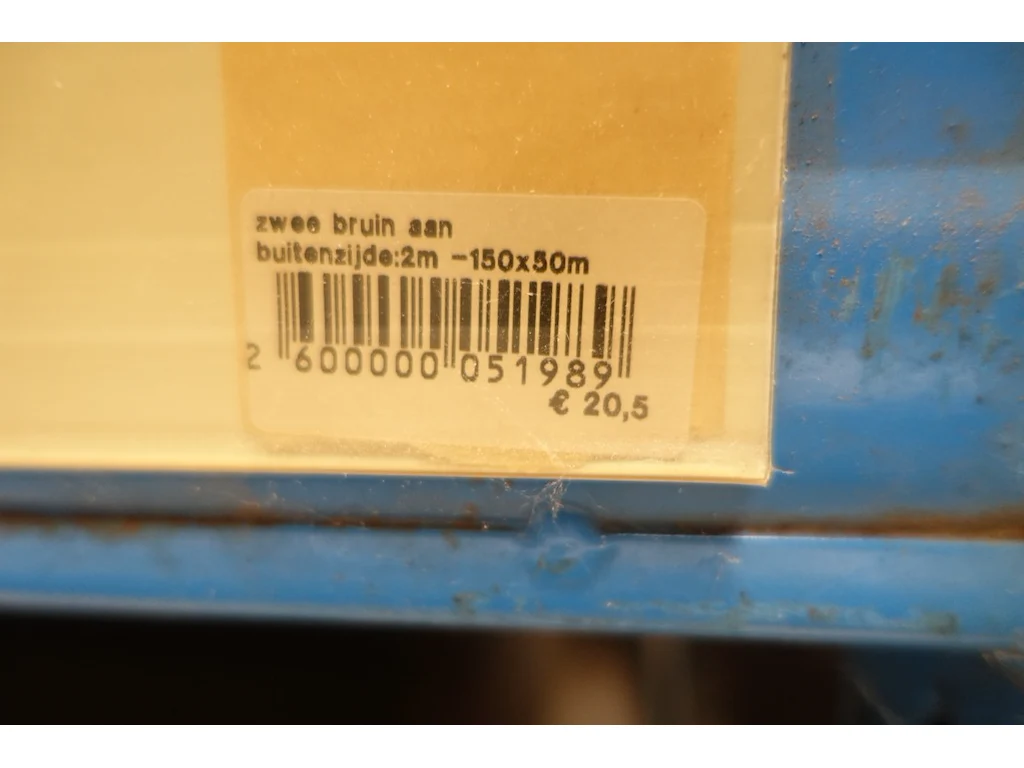 zwee bruin aan
buitenzijde:2m -150x50m
2 600000 051989
€ 20,5